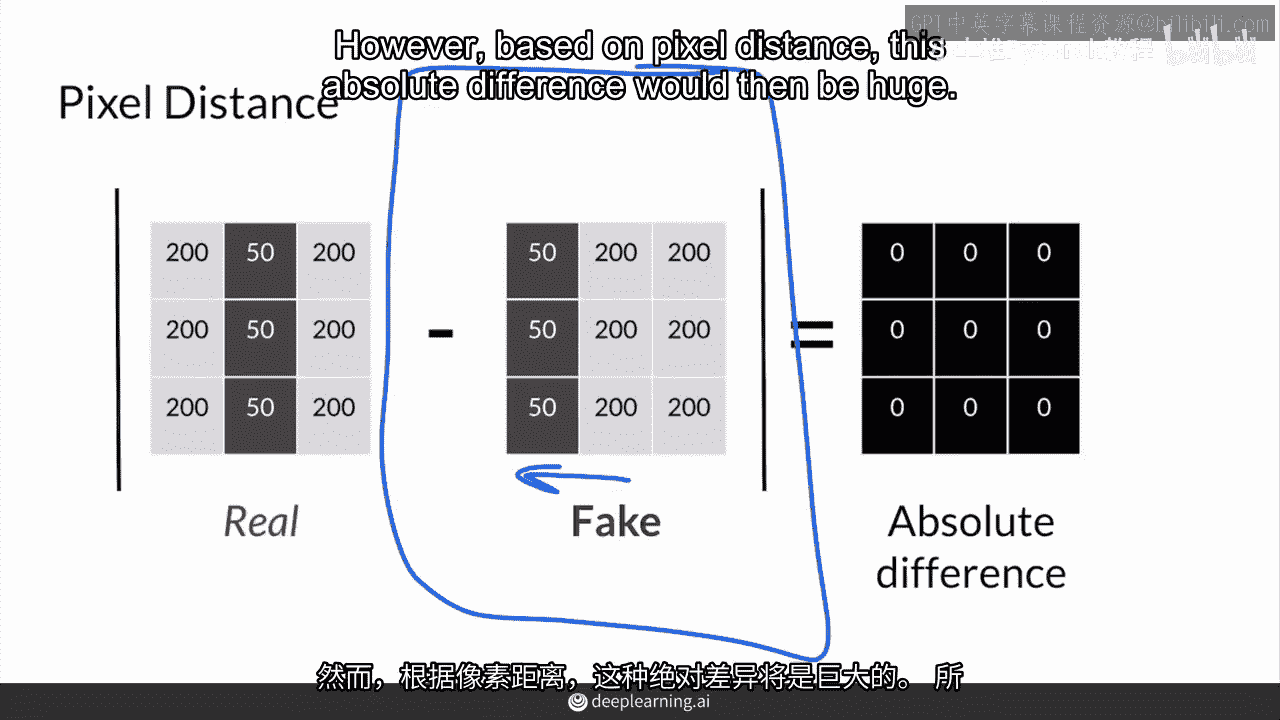 GPT中英字幕课程资源@bilibili.com
However, based on pixel distance, this
absolute difference would then be huge.
Pixel Distance
200 50 200 50 200 200 0 0 0
200 50 200 - 50 200 200 = 0 0 0
200 50 200 50 200 200 0 0 0
Real Fake Absolute
difference
然而，根据像素距离，这种绝对差异将是巨大的。 所
deeplearning.ai